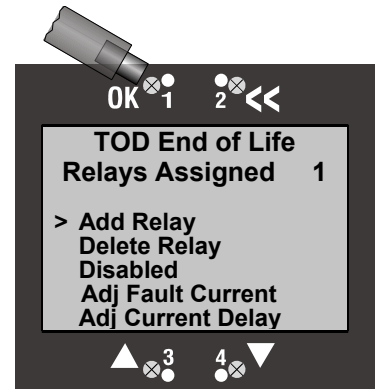 OK 1 2 <<
TOD End of Life
Relays Assigned 1
> Add Relay
Delete Relay
Disabled
Adj Fault Current
Adj Current Delay
3 4